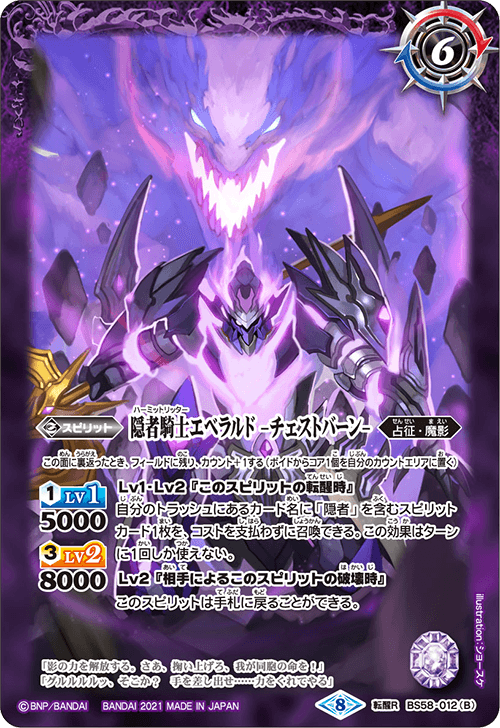 6
ハーミットリッター
② スピリット 隠者騎士エベラルド -チェストバーン- 占征・魔影
せんせい まえい
この面に裏返ったとき、フィールドに残り、カウント+1する(ボイドからコア1個を自分のカウントエリアに置く)
1 LV1 5000
Lv1・Lv2『このスピリットの転醒時』
自分のトラッシュにあるカード名に「隠者」を含むスピリット
カード1枚を、コストを支払わずに召喚できる。この効果はターン
に1回しか使えない。
3 LV2 8000
Lv2『相手によるこのスピリットの破壊時』
このスピリットは手札に戻ることができる。
「影の力を解放する。さあ、掬い上げろ、我が同胞の命を!」
「グルルルルッ、そこか? 手を差し出せ……力をくれてやる」
illustration:ショースケ
©BNP/BANDAI BANDAI 2021 MADE IN JAPAN 8 転醒R BS58-012(B)